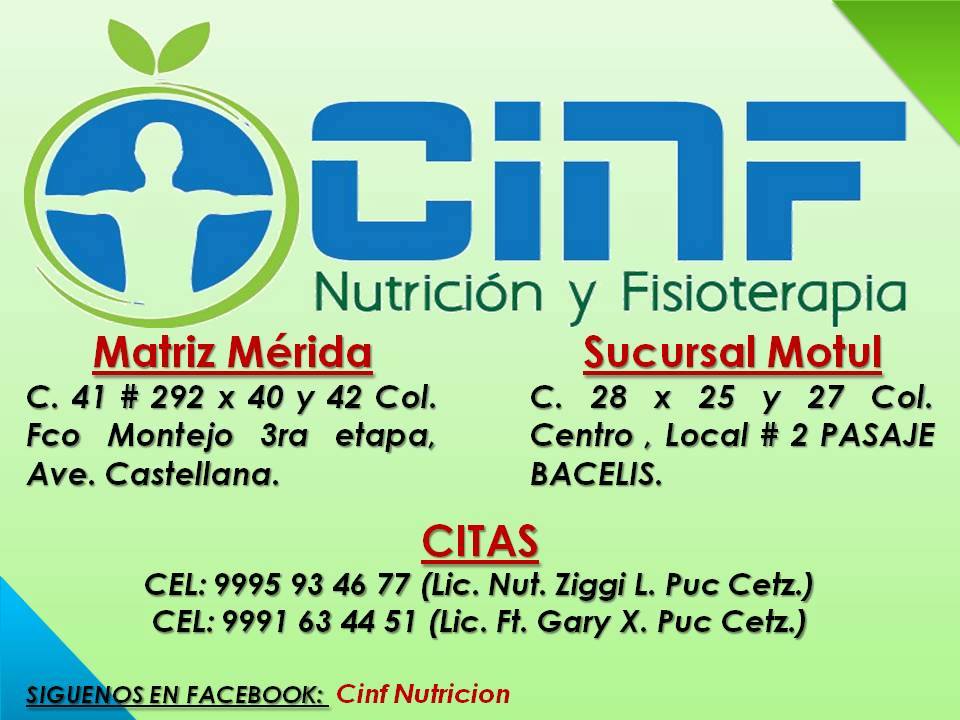 CiNF
Nutrición y Fisioterapia
Matriz Mérida
C. 41 # 292 x 40 y 42 Col.
Fco Montejo 3ra etapa,
Ave. Castellana.
Sucursal Motul
C. 28 x 25 y 27 Col.
Centro , Local # 2 PASAJE
BACELIS.
CITAS
CEL: 9995 93 46 77 (Lic. Nut. Ziggi L. Puc Cetz.)
CEL: 9991 63 44 51 (Lic. Ft. Gary X. Puc Cetz.)
SIGUENOS EN FACEBOOK: Cinf Nutricion